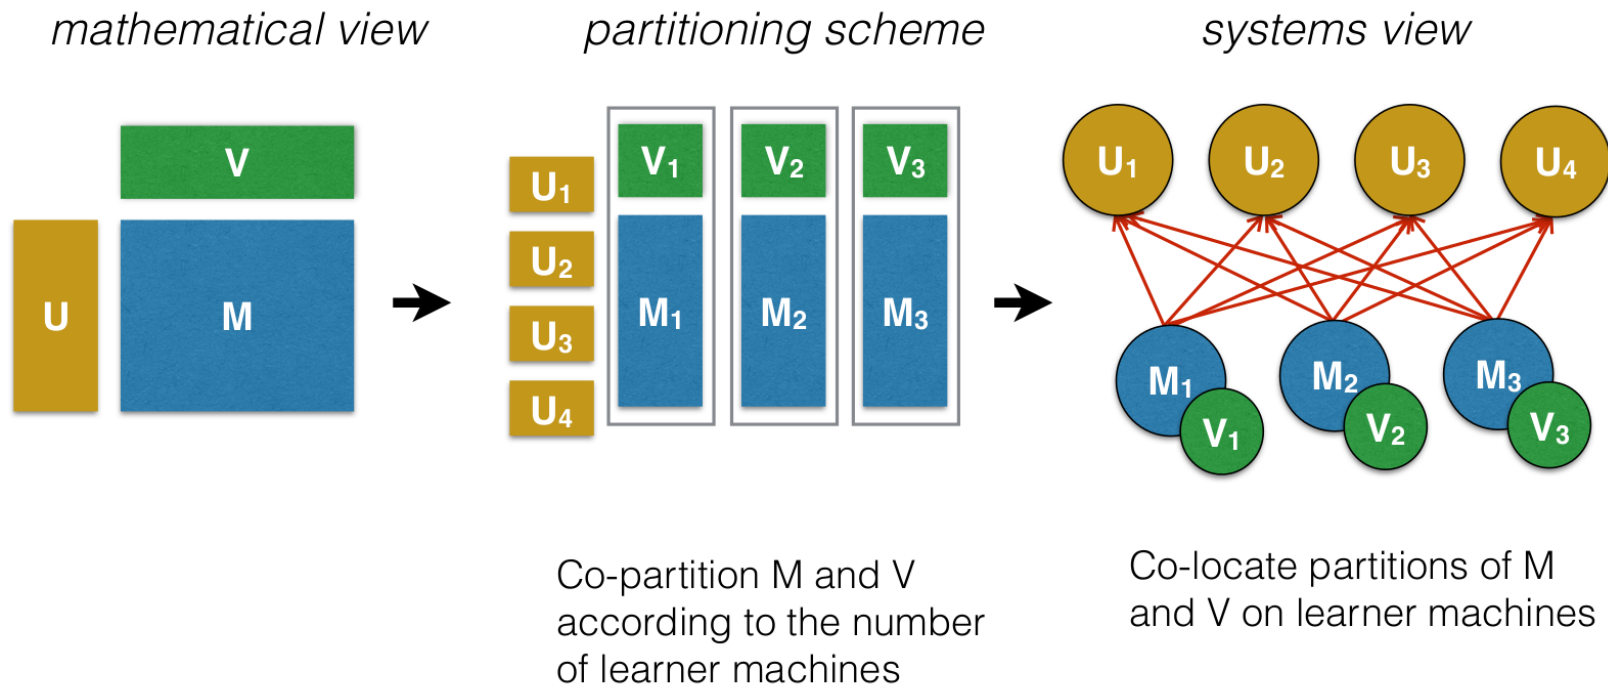 mathematical view
partitioning scheme
systems view
V
U
M
V₁
V₂
V₃
U₁
U₂
U₃
U₄
M₁
M₂
M₃
U₁
U₂
U₃
U₄
M₁
M₂
M₃
V₁
V₂
V₃
Co-partition M and V
according to the number
of learner machines
Co-locate partitions of M
and V on learner machines